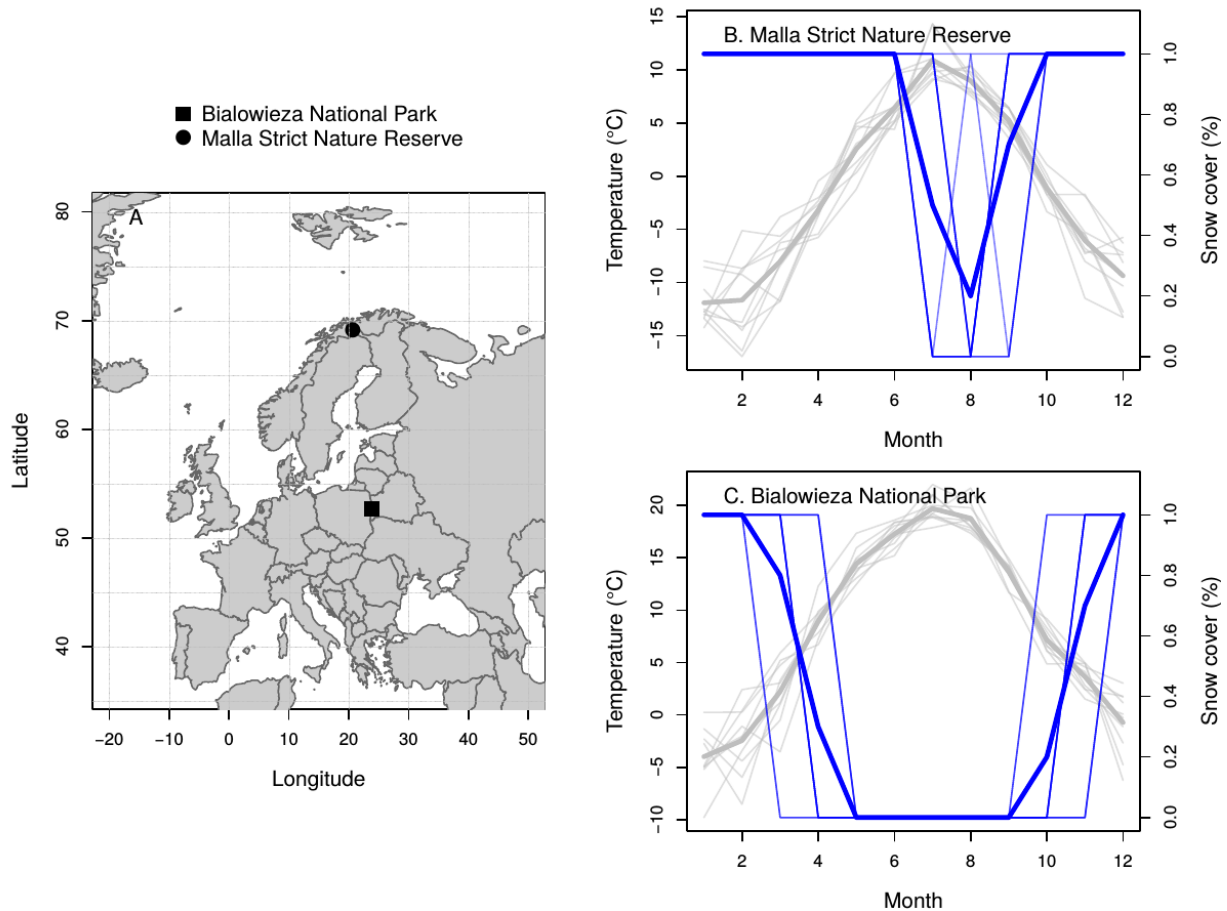 Bialowieza National Park
Malla Strict Nature Reserve
A
80
70
60
50
40
Latitude
−20 −10 0 10 20 30 40 50
Longitude
B. Malla Strict Nature Reserve
15
10
5
0
−5
−10
−15
Temperature (°C)
1.0
0.8
0.6
0.4
0.2
0.0
Snow cover (%)
2 4 6 8 10 12
Month
C. Bialowieza National Park
20
15
10
5
0
−5
−10
Temperature (°C)
1.0
0.8
0.6
0.4
0.2
0.0
Snow cover (%)
2 4 6 8 10 12
Month